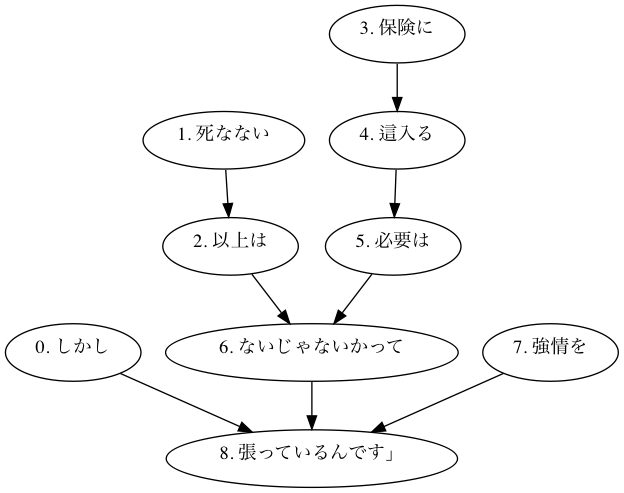 3. 保険に
1. 死なない
4. 這入る
2. 以上は
5. 必要は
0. しかし
6. ないじゃないかって
7. 強情を
8. 張っているんです」